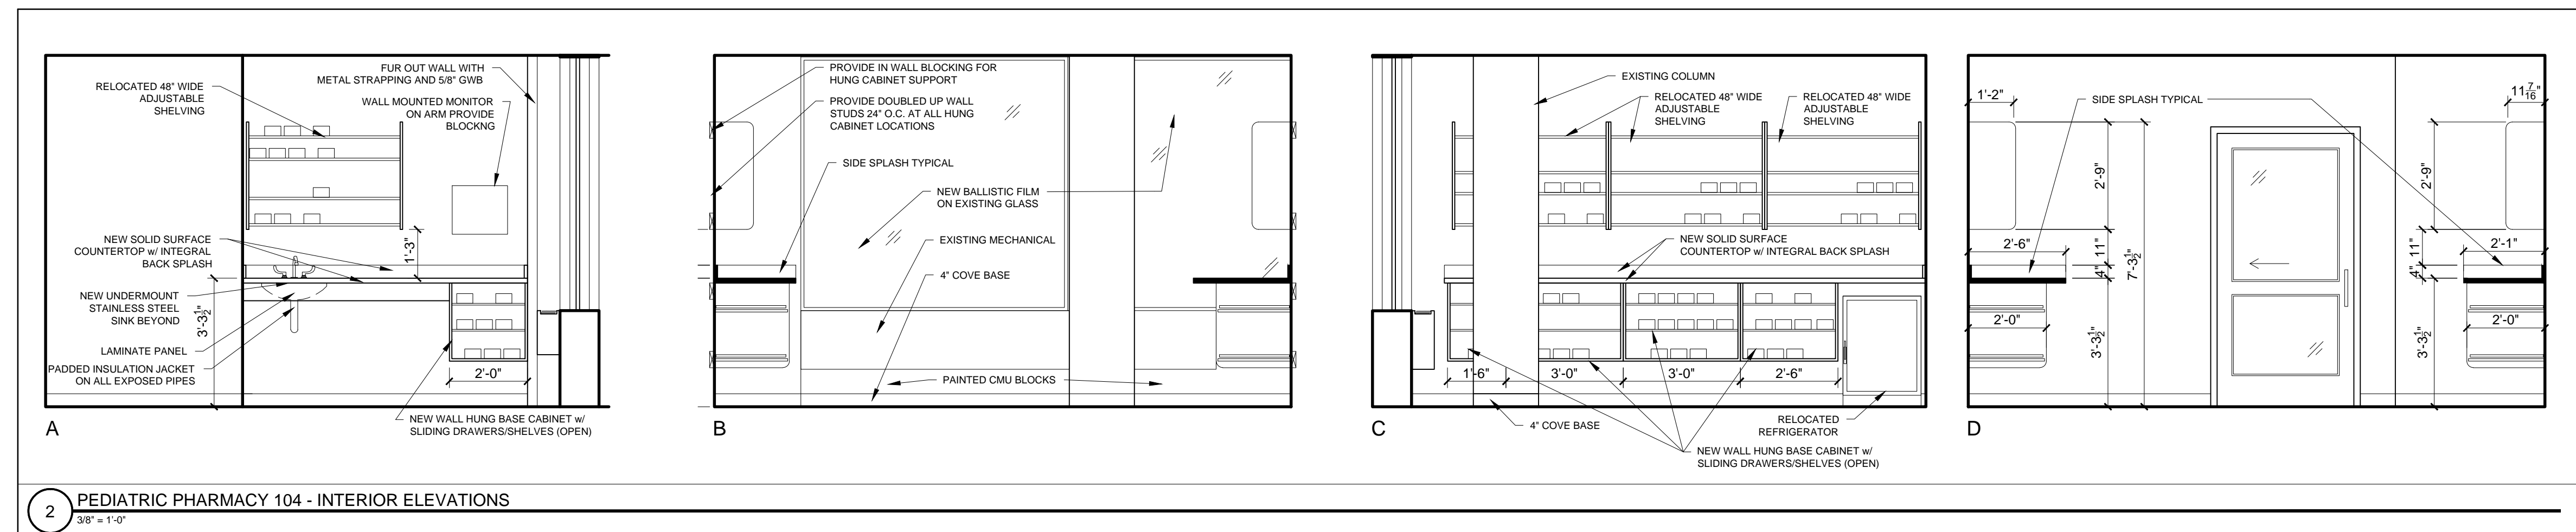 RELOCATED 48" WIDE
ADJUSTABLE
SHELVING
FUR OUT WALL WITH
METAL STRAPPING AND 5/8" GWB
WALL MOUNTED MONITOR
ON ARM PROVIDE
BLOCKNG
1'-3"
NEW SOLID SURFACE
COUNTERTOP w/ INTEGRAL
BACK SPLASH
NEW UNDERMOUNT
STAINLESS STEEL
SINK BEYOND
3'-3 1/2"
LAMINATE PANEL
PADDED INSULATION JACKET
ON ALL EXPOSED PIPES
2'-0"
NEW WALL HUNG BASE CABINET w/
SLIDING DRAWERS/SHELVES (OPEN)
A
PROVIDE IN WALL BLOCKING FOR
HUNG CABINET SUPPORT
PROVIDE DOUBLED UP WALL
STUDS 24" O.C. AT ALL HUNG
CABINET LOCATIONS
SIDE SPLASH TYPICAL
NEW BALLISTIC FILM
ON EXISTING GLASS
EXISTING MECHANICAL
4" COVE BASE
PAINTED CMU BLOCKS
B
EXISTING COLUMN
RELOCATED 48" WIDE
ADJUSTABLE
SHELVING
RELOCATED 48" WIDE
ADJUSTABLE
SHELVING
NEW SOLID SURFACE
COUNTERTOP w/ INTEGRAL BACK SPLASH
1'-6"
3'-0"
3'-0"
2'-6"
4" COVE BASE
RELOCATED
REFRIGERATOR
NEW WALL HUNG BASE CABINET w/
SLIDING DRAWERS/SHELVES (OPEN)
C
1'-2"
SIDE SPLASH TYPICAL
11 7/16"
2'-9"
7'-3 1/2"
2'-9"
2'-6"
11"
4"
11"
4"
2'-1"
2'-0"
3'-3 1/2"
3'-3 1/2"
2'-0"
D
2
PEDIATRIC PHARMACY 104 - INTERIOR ELEVATIONS
3/8" = 1'-0"